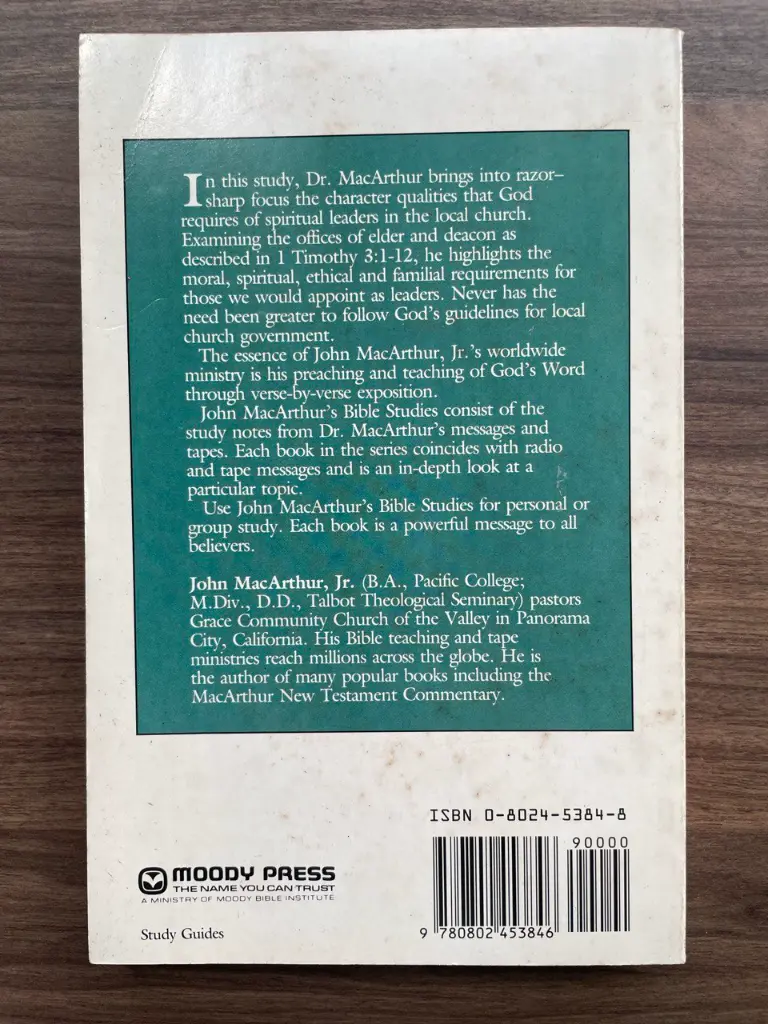 In this study, Dr. MacArthur brings into razor–
sharp focus the character qualities that God
requires of spiritual leaders in the local church.
Examining the offices of elder and deacon as
described in 1 Timothy 3:1-12, he highlights the
moral, spiritual, ethical and familial requirements for
those we would appoint as leaders. Never has the
need been greater to follow God's guidelines for local
church government.
The essence of John MacArthur, Jr.'s worldwide
ministry is his preaching and teaching of God's Word
through verse-by-verse exposition.
John MacArthur's Bible Studies consist of the
study notes from Dr. MacArthur's messages and
tapes. Each book in the series coincides with radio
and tape messages and is an in-depth look at a
particular topic.
Use John MacArthur's Bible Studies for personal or
group study. Each book is a powerful message to all
believers.
John MacArthur, Jr. (B.A., Pacific College;
M.Div., D.D., Talbot Theological Seminary) pastors
Grace Community Church of the Valley in Panorama
City, California. His Bible teaching and tape
ministries reach millions across the globe. He is
the author of many popular books including the
MacArthur New Testament Commentary.
ISBN 0-8024-5384-8
90000
MOODY PRESS
THE NAME YOU CAN TRUST
A MINISTRY OF MOODY BIBLE INSTITUTE
Study Guides
9 780802 453846